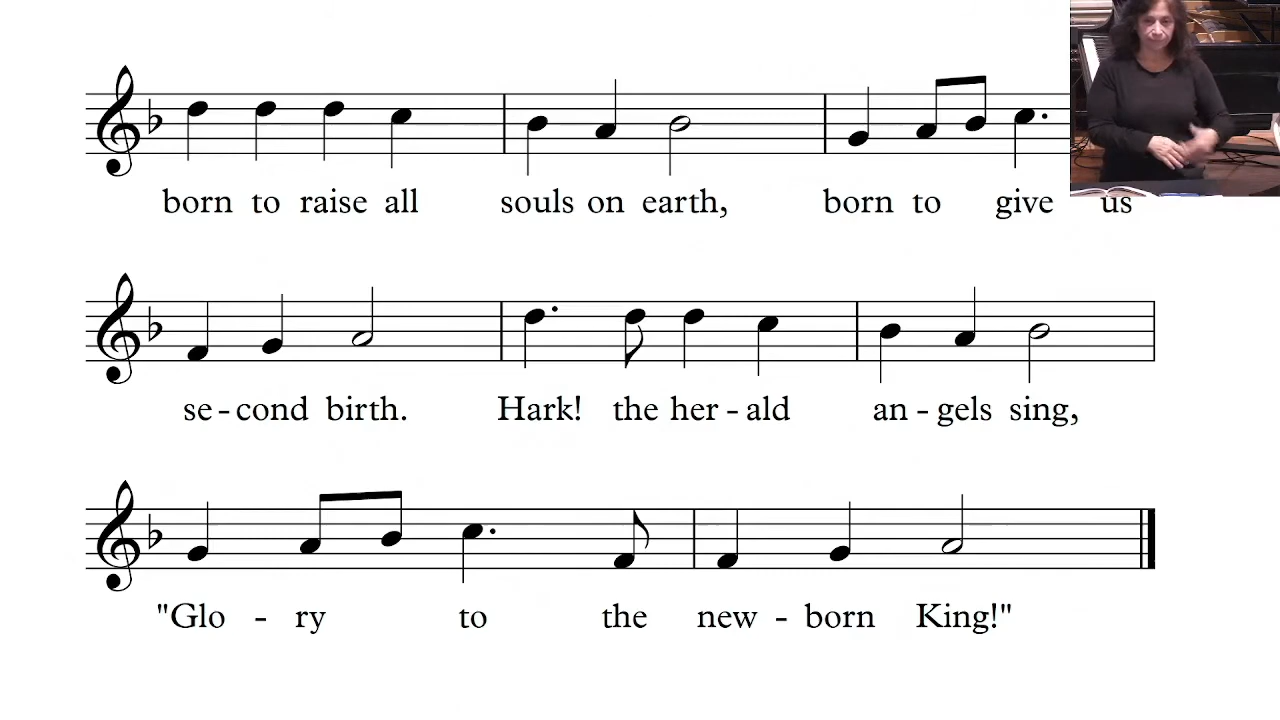 born to raise all souls on earth, born to give us
se - cond birth. Hark! the her - ald an - gels sing,
"Glo - ry to the new - born King!"